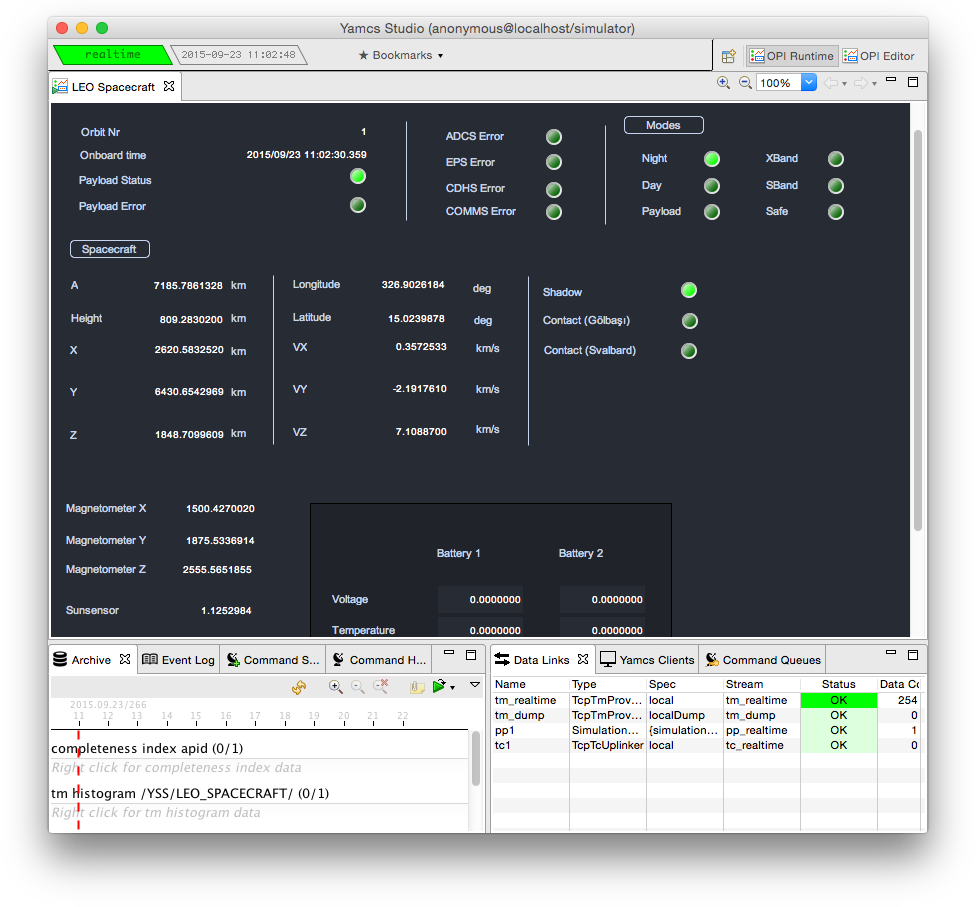 Yamcs Studio (anonymous@localhost/simulator)
realtime 2015-09-23 11:02:48 ★ Bookmarks OPI Runtime OPI Editor
LEO Spacecraft 100%
Orbit Nr 1
Onboard time 2015/09/23 11:02:30.359
Payload Status
Payload Error
ADCS Error
EPS Error
CDHS Error
COMMS Error
Modes
Night XBand
Day SBand
Payload Safe
Spacecraft
A 7185.7861328 km
Height 809.2830200 km
X 2620.5832520 km
Y 6430.6542969 km
Z 1848.7099609 km
Longitude 326.9026184 deg
Latitude 15.0239878 deg
VX 0.3572533 km/s
VY -2.1917610 km/s
VZ 7.1088700 km/s
Shadow
Contact (Gölbaşı)
Contact (Svalbard)
Magnetometer X 1500.4270020
Magnetometer Y 1875.5336914
Magnetometer Z 2555.5651855
Sunsensor 1.1252984
Battery 1 Battery 2
Voltage 0.0000000 0.0000000
Temperature 0.0000000 0.0000000
Archive Event Log Command S... Command H...
2015.09.23/266
11 12 13 14 15 16 17 18 19 20 21 22
completeness index apid (0/1)
Right click for completeness index data
tm histogram /YSS/LEO_SPACECRAFT/ (0/1)
Right click for tm histogram data
Data Links Yamcs Clients Command Queues
Name Type Spec Stream Status Data Cc
tm_realtime TcpTmProv... local tm_realtime OK 254
tm_dump TcpTmProv... localDump tm_dump OK 0
pp1 Simulation... {simulation... pp_realtime OK 1
tc1 TcpTcUplinker local tc_realtime OK 0